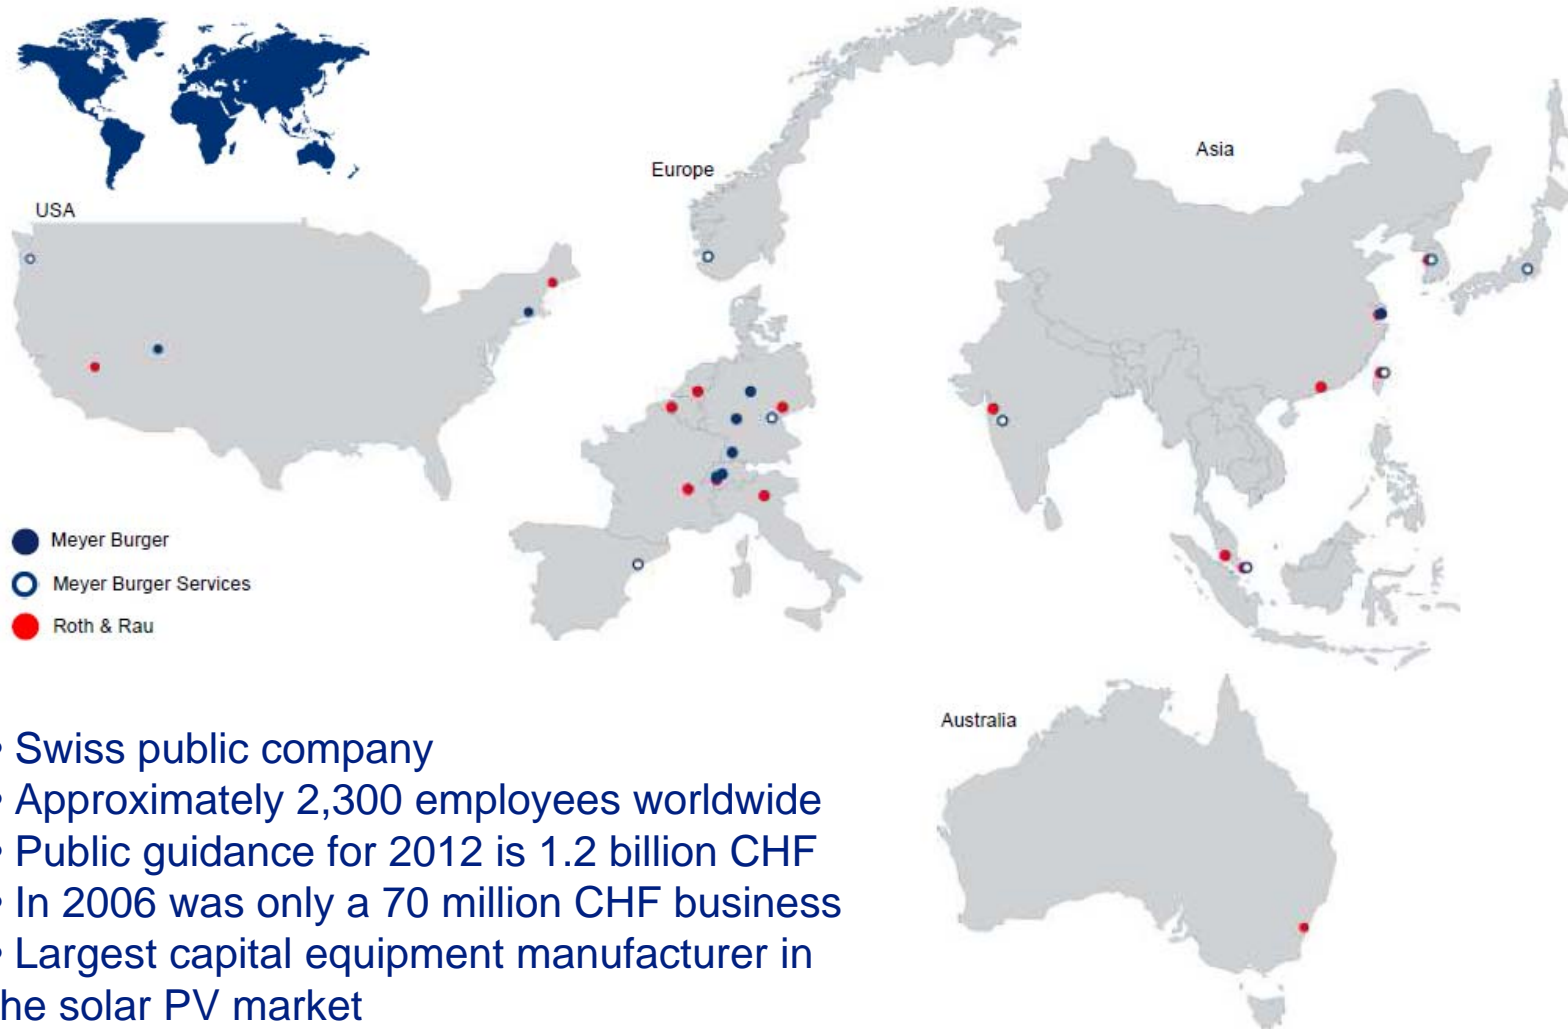 USA
Europe
Asia
Meyer Burger
Meyer Burger Services
Roth & Rau
Australia
• Swiss public company
• Approximately 2,300 employees worldwide
• Public guidance for 2012 is 1.2 billion CHF
• In 2006 was only a 70 million CHF business
• Largest capital equipment manufacturer in
he solar PV market